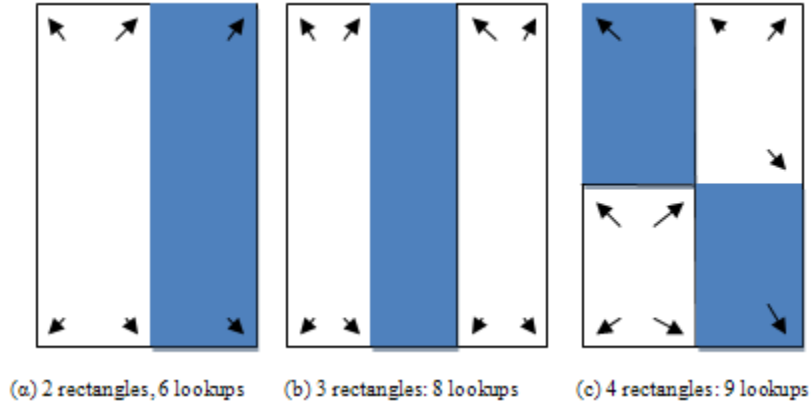 (α) 2 rectangles, 6 lookups
(b) 3 rectangles: 8 lookups
(c) 4 rectangles: 9 lookups